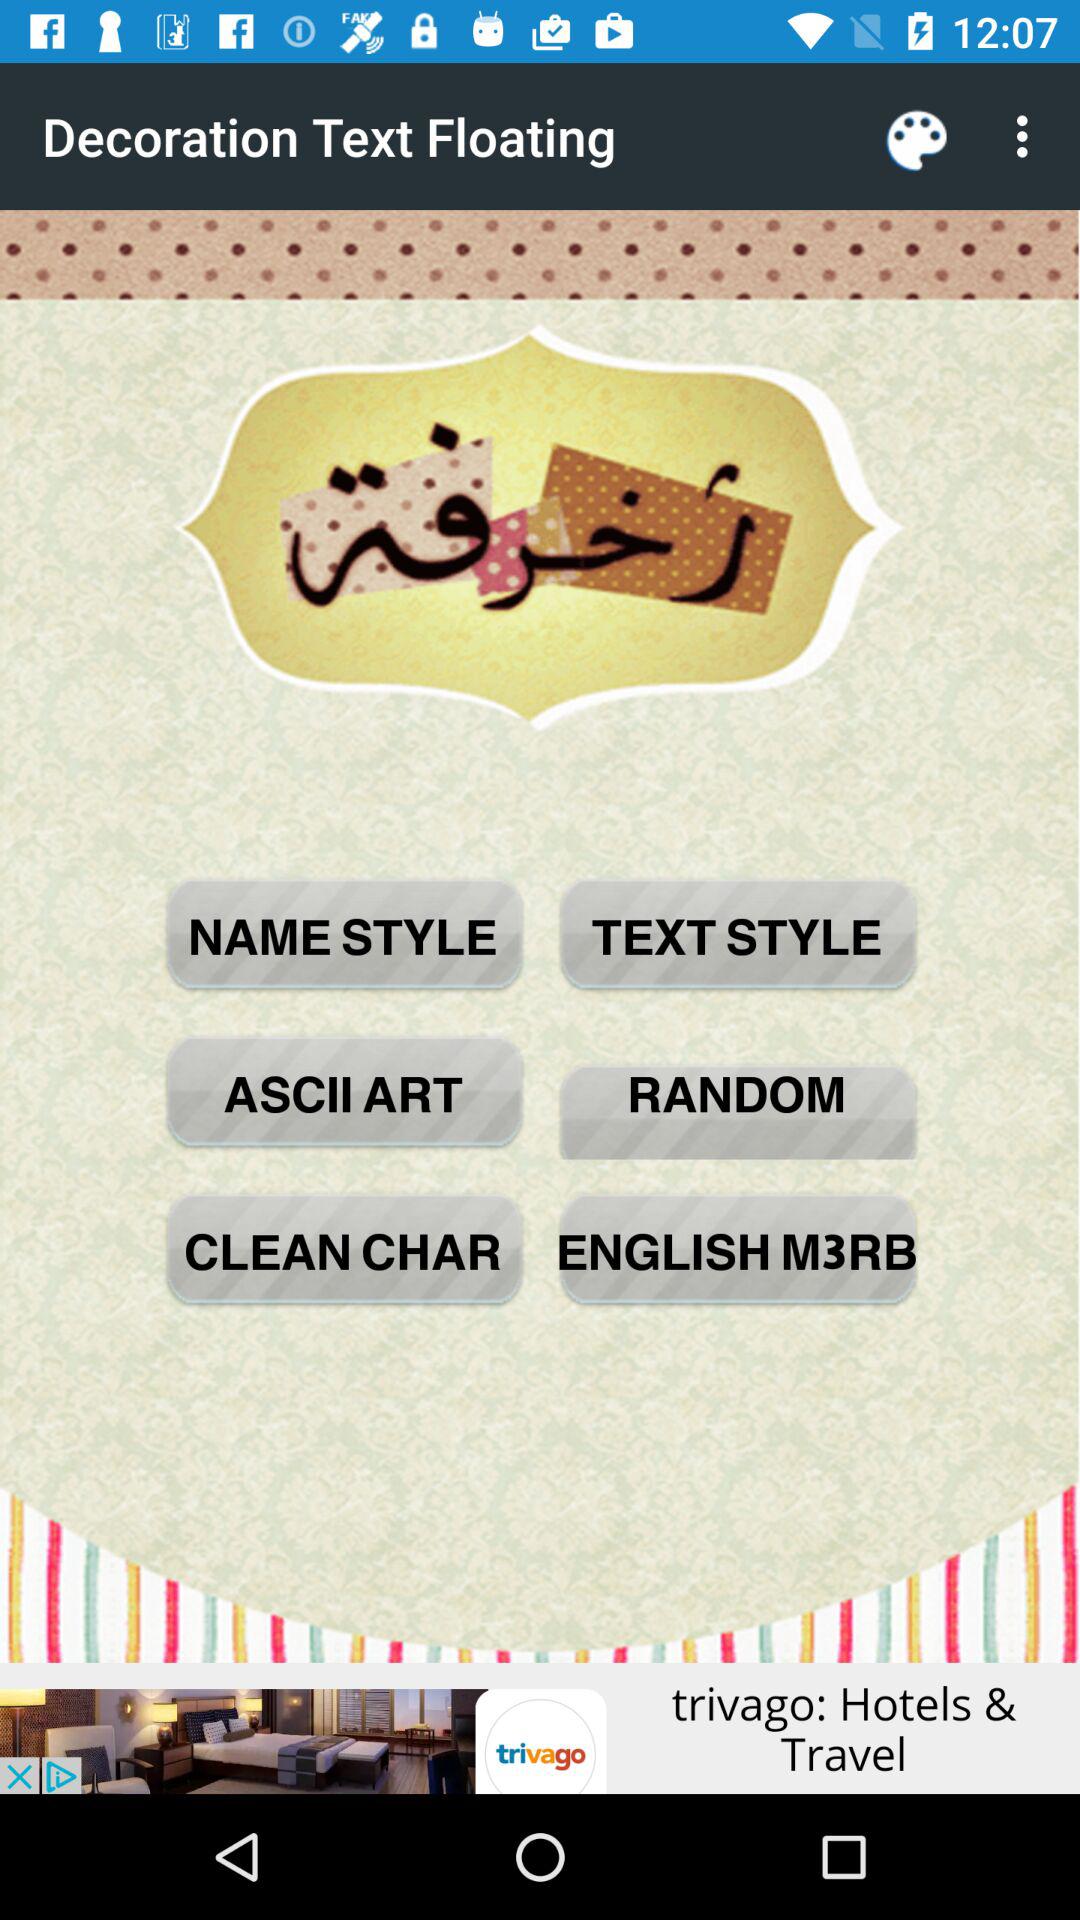 FAKE
12:07
Decoration Text Floating
زخرفة
NAME STYLE
TEXT STYLE
ASCII ART
RANDOM
CLEAN CHAR
ENGLISH M3RB
trivago
trivago: Hotels &
Travel